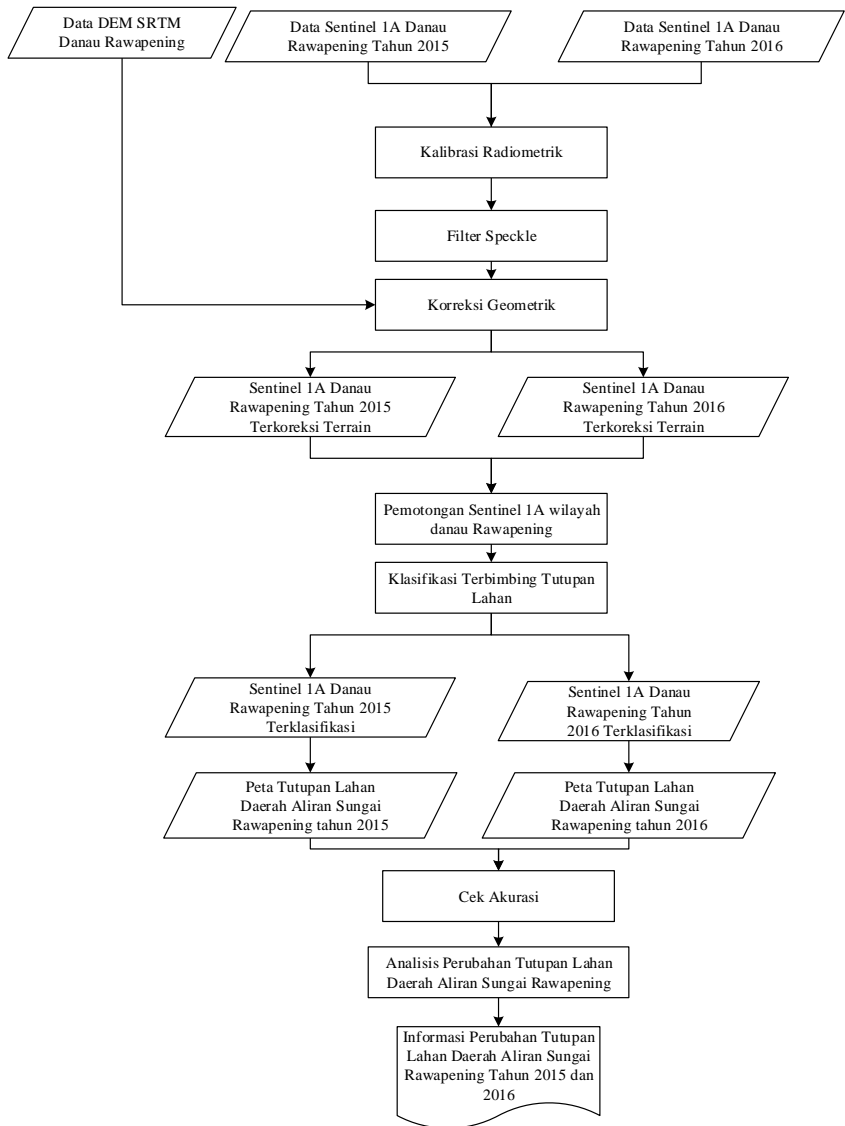 Data DEM SRTM
Danau Rawapening
Data Sentinel 1A Danau
Rawapening Tahun 2015
Data Sentinel 1A Danau
Rawapening Tahun 2016
Kalibrasi Radiometrik
Filter Speckle
Korreksi Geometrik
Sentinel 1A Danau
Rawapening Tahun 2015
Terkoreksi Terrain
Sentinel 1A Danau
Rawapening Tahun 2016
Terkoreksi Terrain
Pemotongan Sentinel 1A wilayah
danau Rawapening
Klasifikasi Terbimbing Tutupan
Lahan
Sentinel 1A Danau
Rawapening Tahun 2015
Terklasifikasi
Sentinel 1A Danau
Rawapening Tahun
2016 Terklasifikasi
Peta Tutupan Lahan
Daerah Aliran Sungai
Rawapening tahun 2015
Peta Tutupan Lahan
Daerah Aliran Sungai
Rawapening tahun 2016
Cek Akurasi
Analisis Perubahan Tutupan Lahan
Daerah Aliran Sungai Rawapening
Informasi Perubahan Tutupan
Lahan Daerah Aliran Sungai
Rawapening Tahun 2015 dan
2016